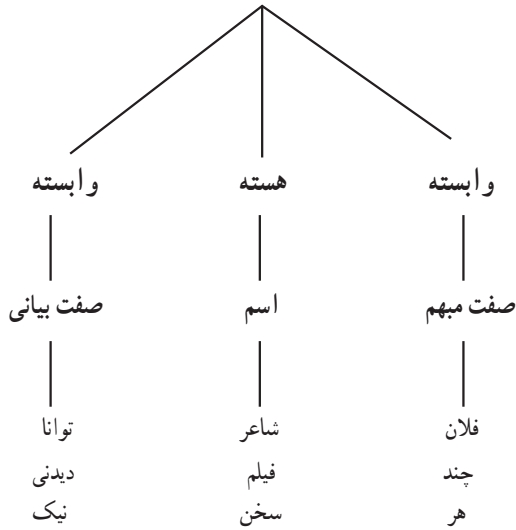 وابسته هسته وابسته
صفت مبهم اسم صفت بیانی
فلان شاعر توانا
چند فیلم دیدنی
هر سخن نیک